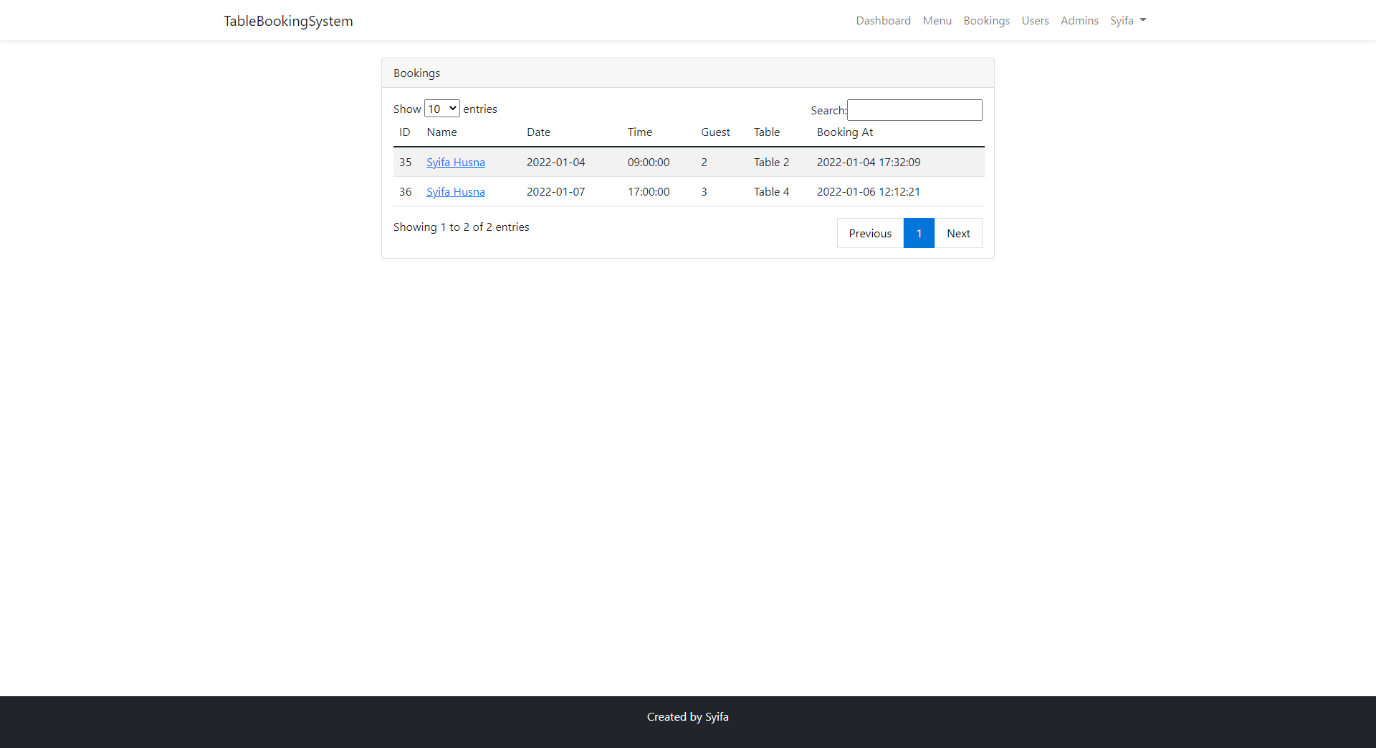 TableBookingSystem Dashboard Menu Bookings Users Admins Syifa
Bookings
Show 10 entries Search:
ID Name Date Time Guest Table Booking At
35 Syifa Husna 2022-01-04 09:00:00 2 Table 2 2022-01-04 17:32:09
36 Syifa Husna 2022-01-07 17:00:00 3 Table 4 2022-01-06 12:12:21
Showing 1 to 2 of 2 entries Previous 1 Next
Created by Syifa